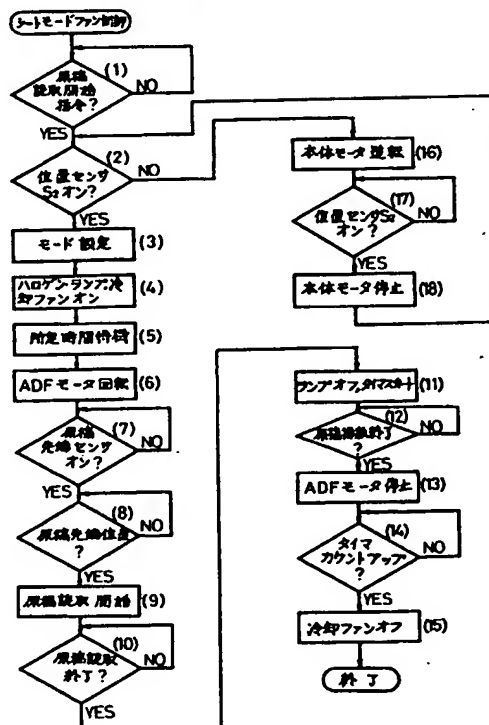 シートモードファン制御
(1)
原稿
読取開始
指令?
NO
YES
(2)
位置センサ
S₂オン?
NO
YES
モード設定
(3)
ハロゲンランプ,冷
却ファンオン
(4)
所定時間待機
(5)
ADFモータ回転
(6)
(7)
原稿
先端センサ
オン?
NO
YES
(8)
原稿先端位置
?
NO
YES
原稿読取開始
(9)
(10)
原稿読取
終了?
NO
YES
本体モータ逆転
(16)
(17)
位置センサS₂
オン?
NO
YES
本体モータ停止
(18)
ランプオフ,タイマスタート
(11)
(12)
原稿搬送終了
?
NO
YES
ADFモータ停止
(13)
(14)
タイマ
カウントアップ
?
NO
YES
冷却ファンオフ
(15)
終了